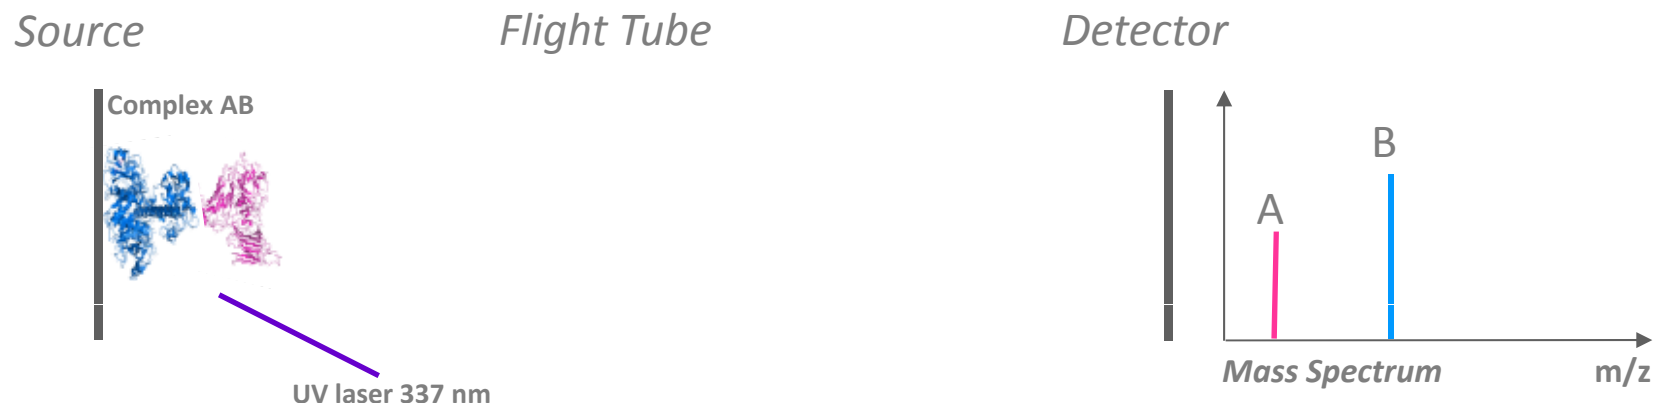 Source
Flight Tube
Detector
Complex AB
A
B
UV laser 337 nm
Mass Spectrum
m/z